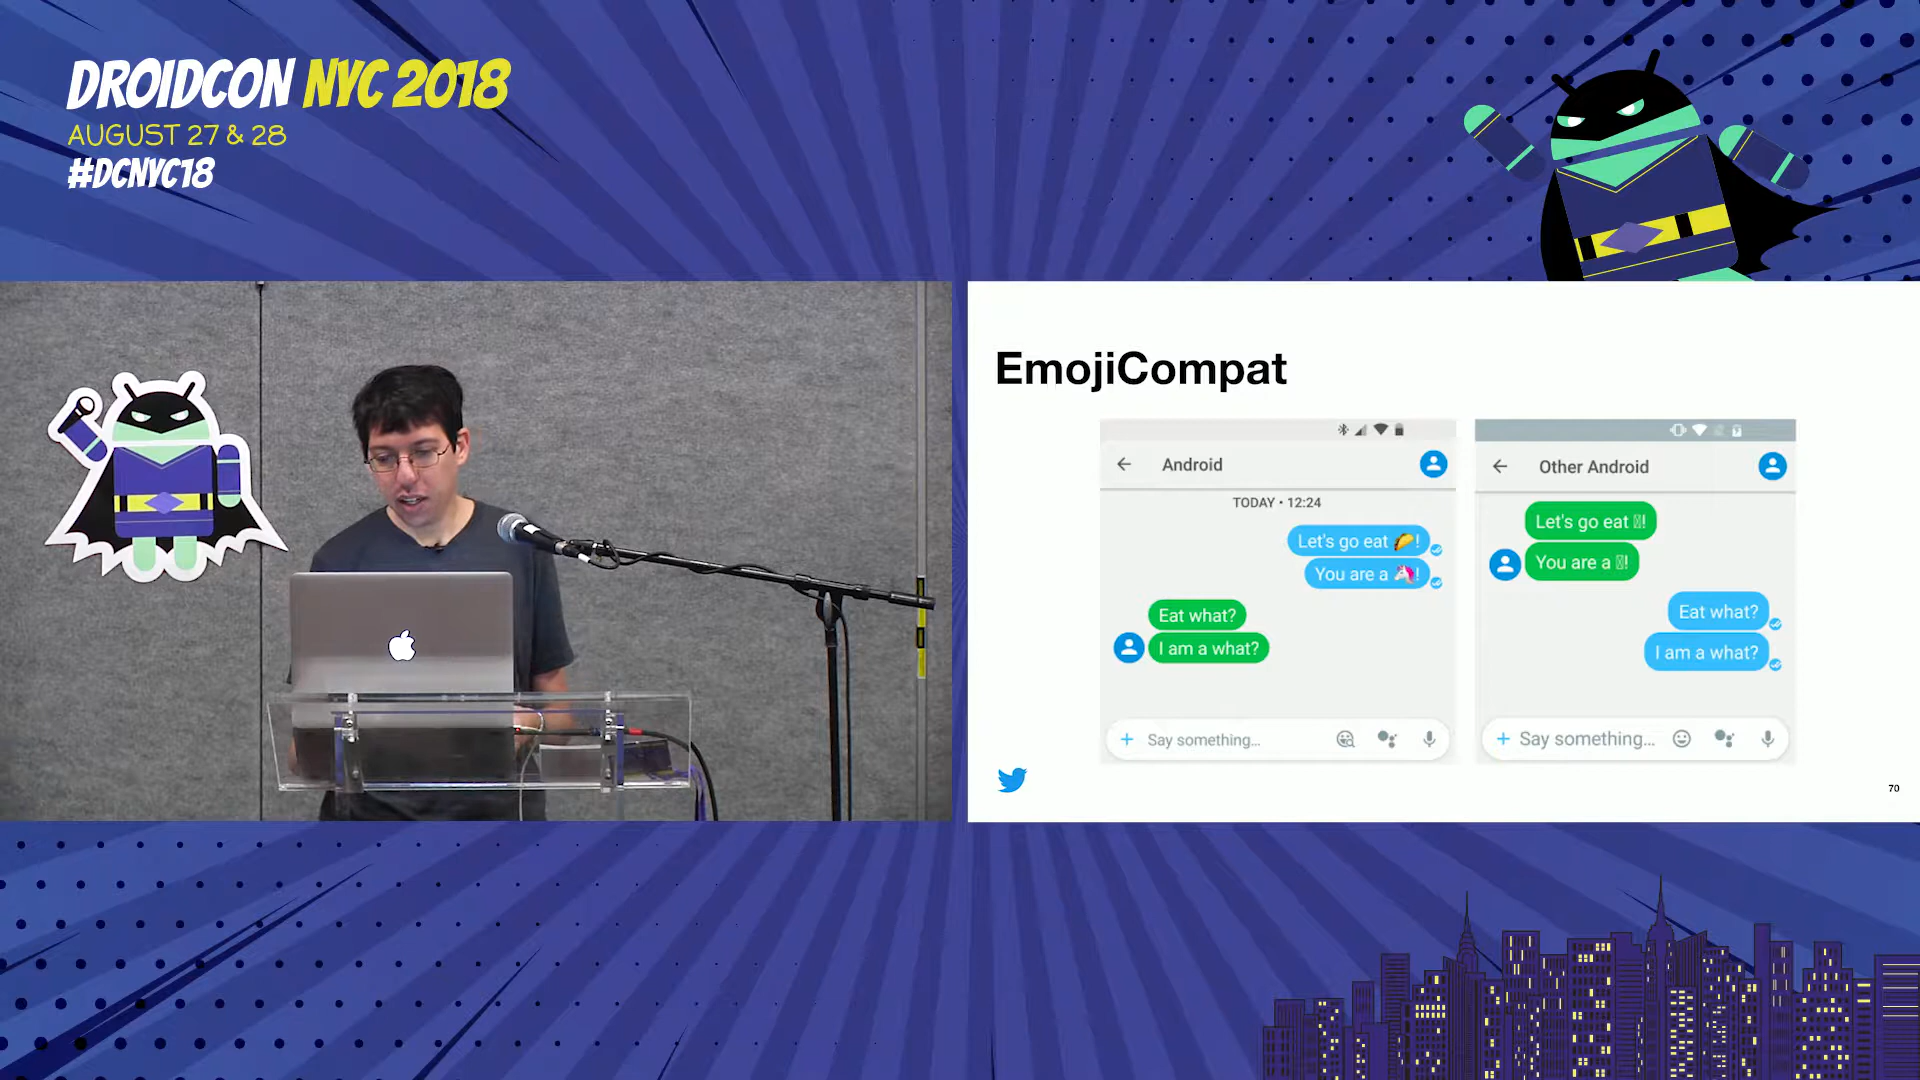 DROIDCON NYC 2018
AUGUST 27 & 28
#DCNYC18
EmojiCompat
Android
TODAY • 12:24
Let's go eat 🌮!
You are a 🦄!
Eat what?
I am a what?
Say something...
Other Android
Let's go eat ▯!
You are a ▯!
Eat what?
I am a what?
Say something...
70